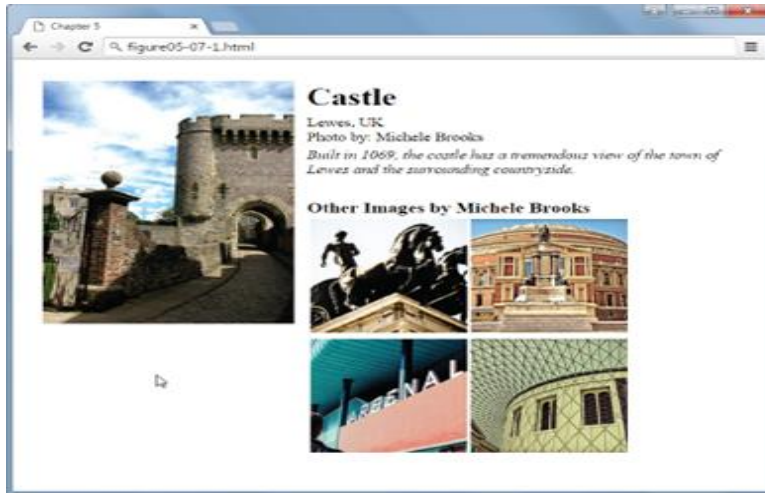 Chapter 5
figure05-07-1.html
Castle
Lewes, UK
Photo by: Michele Brooks
Built in 1069, the castle has a tremendous view of the town of
Lewes and the surrounding countryside.
Other Images by Michele Brooks
ARSENAL